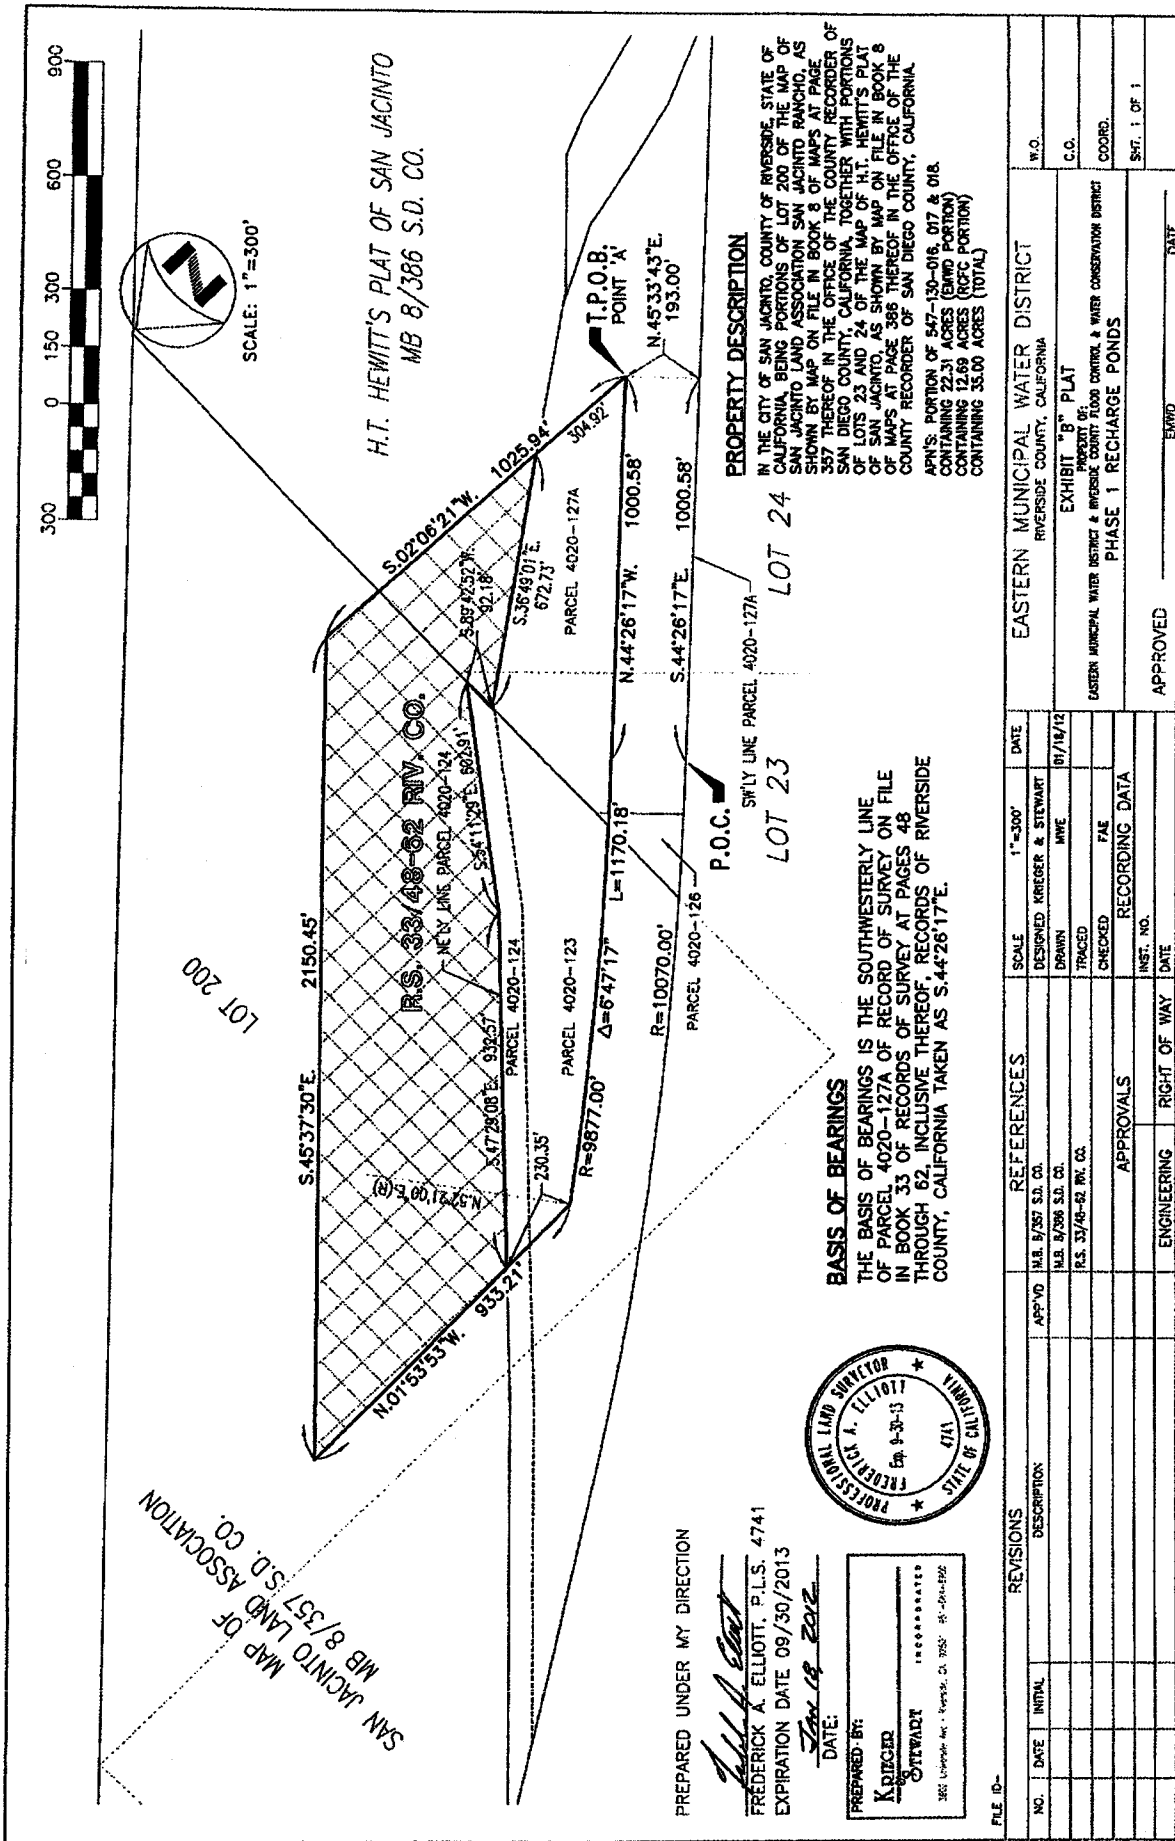 300 0 150 300 600 900
SCALE: 1"=300'
H.T. HEWITT'S PLAT OF SAN JACINTO
MB 8/386 S.D. CO.
MAP OF
SAN JACINTO LAND ASSOCIATION
MB 8/357 S.D. CO.
LOT 200
S.45°37'30"E. 2150.45'
S.02°06'21"W. 1025.94'
304.92'
R.S. 33/48-62 RIV. CO.
NE'LY LINE PARCEL 4020-124
S.89°42'52"W.
92.18'
S.36°49'01"E.
672.73'
S.54°11'29"E. 602.91'
S.47°29'08"E. 932.57'
N.52°21'00"E.(R)
N.01°53'53"W. 933.21'
230.35'
PARCEL 4020-124
PARCEL 4020-123
PARCEL 4020-127A
T.P.O.B.
POINT 'A'
N.45°33'43"E.
193.00'
N.44°26'17"W. 1000.58'
S.44°26'17"E. 1000.58'
R=9877.00' Δ=6°47'17" L=1170.18'
R=10070.00'
PARCEL 4020-126
P.O.C.
SW'LY LINE PARCEL 4020-127A
LOT 23
LOT 24
PROPERTY DESCRIPTION
IN THE CITY OF SAN JACINTO, COUNTY OF RIVERSIDE, STATE OF
CALIFORNIA, BEING PORTIONS OF LOT 200 OF THE MAP OF
SAN JACINTO LAND ASSOCIATION SAN JACINTO RANCHO, AS
SHOWN BY MAP ON FILE IN BOOK 8 OF MAPS AT PAGE
357 THEREOF IN THE OFFICE OF THE COUNTY RECORDER OF
SAN DIEGO COUNTY, CALIFORNIA, TOGETHER WITH PORTIONS
OF LOTS 23 AND 24 OF THE MAP OF H.T. HEWITT'S PLAT
OF SAN JACINTO, AS SHOWN BY MAP ON FILE IN BOOK 8
OF MAPS AT PAGE 386 THEREOF IN THE OFFICE OF THE
COUNTY RECORDER OF SAN DIEGO COUNTY, CALIFORNIA.
APN'S: PORTION OF 547-130-016, 017 & 018.
CONTAINING 22.31 ACRES (EMWD PORTION)
CONTAINING 12.69 ACRES (RCFC PORTION)
CONTAINING 35.00 ACRES (TOTAL)
BASIS OF BEARINGS
THE BASIS OF BEARINGS IS THE SOUTHWESTERLY LINE
OF PARCEL 4020-127A OF RECORD OF SURVEY ON FILE
IN BOOK 33 OF RECORDS OF SURVEY AT PAGES 48
THROUGH 62, INCLUSIVE THEREOF, RECORDS OF RIVERSIDE
COUNTY, CALIFORNIA TAKEN AS S.44°26'17"E.
PREPARED UNDER MY DIRECTION
FREDERICK A. ELLIOTT, P.L.S. 4741
EXPIRATION DATE 09/30/2013
Jan 18, 2012
DATE:
PROFESSIONAL LAND SURVEYOR
FREDERICK A. ELLIOTT
Exp. 9-30-13
4741
STATE OF CALIFORNIA
PREPARED BY:
KRIEGER
& STEWART
INCORPORATED
FILE ID-
REVISIONS
NO. DATE INITIAL DESCRIPTION APP'VD
REFERENCES
M.B. 8/357 S.D. CO.
M.B. 8/386 S.D. CO.
R.S. 33/48-62 RIV. CO.
APPROVALS
ENGINEERING RIGHT OF WAY
SCALE 1"=300' DATE
DESIGNED KRIEGER & STEWART
DRAWN MWE 01/18/12
TRACED
CHECKED FAE
RECORDING DATA
INST. NO.
DATE
EASTERN MUNICIPAL WATER DISTRICT
RIVERSIDE COUNTY, CALIFORNIA
EXHIBIT "B" PLAT
PROPERTY OF:
EASTERN MUNICIPAL WATER DISTRICT & RIVERSIDE COUNTY FLOOD CONTROL & WATER CONSERVATION DISTRICT
PHASE 1 RECHARGE PONDS
APPROVED
EMWD DATE
W.O.
C.O.
COORD.
SHT. 1 OF 1